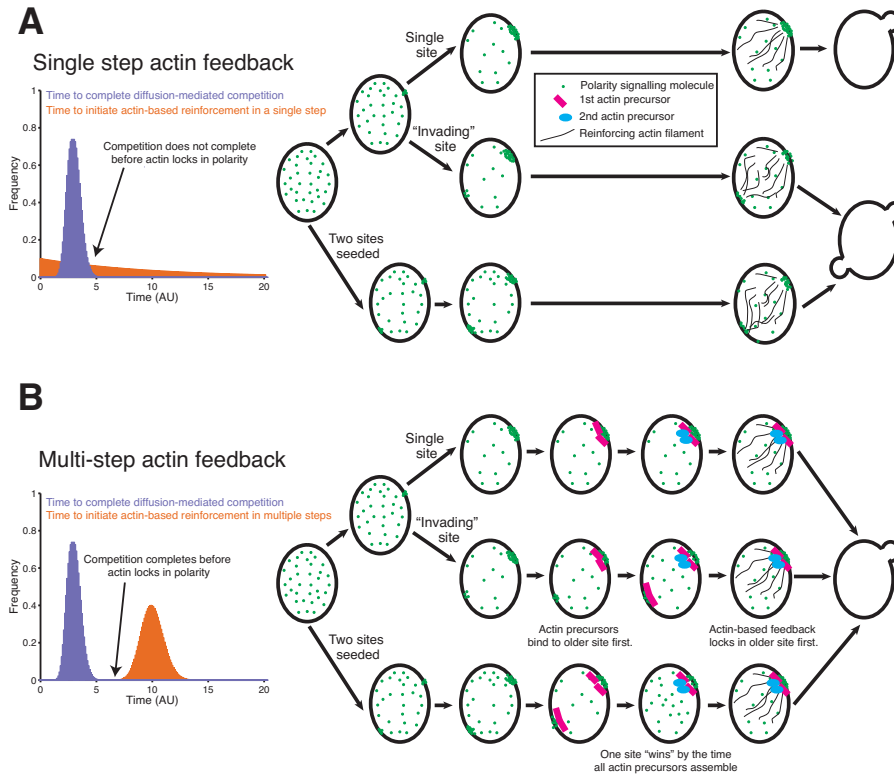 A
Single step actin feedback
Time to complete diffusion-mediated competition
Time to initiate actin-based reinforcement in a single step
Competition does not complete
before actin locks in polarity
Frequency
1
0.8
0.6
0.4
0.2
0
0 5 10 15 20
Time (AU)
Single
site
"Invading"
site
Two sites
seeded
Polarity signalling molecule
1st actin precursor
2nd actin precursor
Reinforcing actin filament
B
Multi-step actin feedback
Time to complete diffusion-mediated competition
Time to initiate actin-based reinforcement in multiple steps
Competition completes before
actin locks in polarity
Frequency
1
0.8
0.6
0.4
0.2
0
0 5 10 15 20
Time (AU)
Single
site
"Invading"
site
Two sites
seeded
Actin precursors
bind to older site first.
Actin-based feedback
locks in older site first.
One site "wins" by the time
all actin precursors assemble